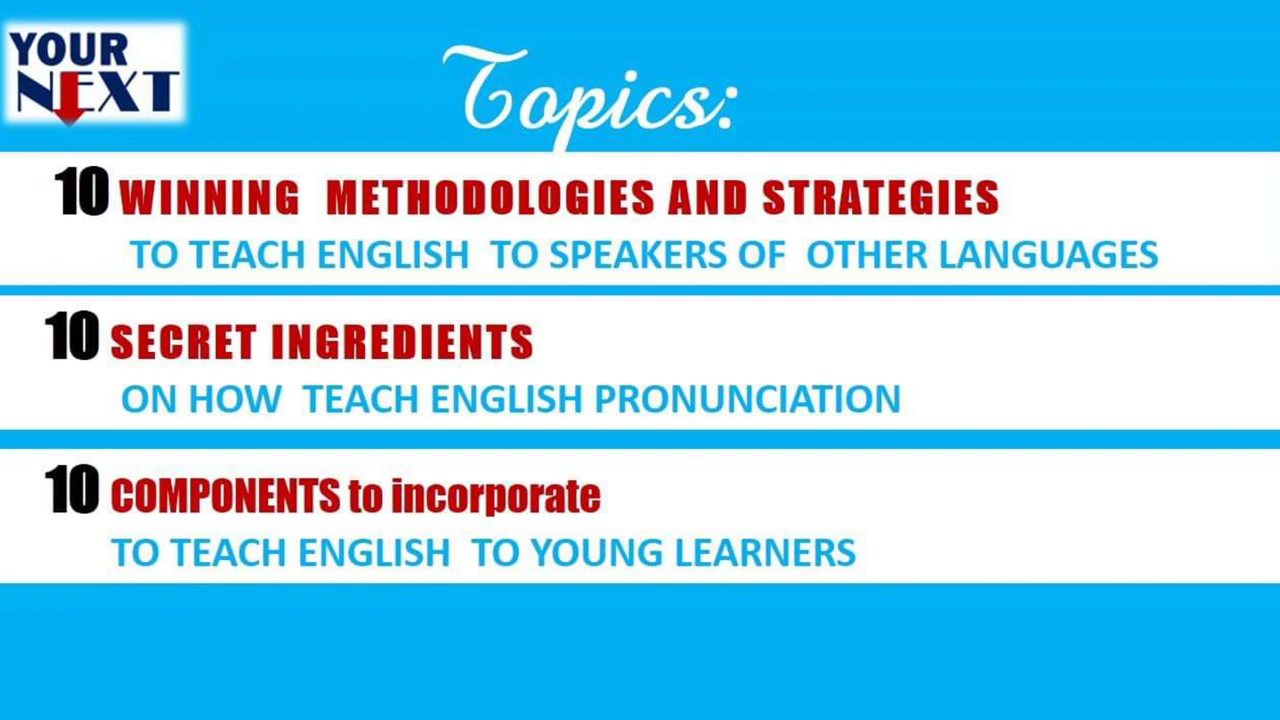 YOUR
NEXT
Topics:
10 WINNING METHODOLOGIES AND STRATEGIES
TO TEACH ENGLISH TO SPEAKERS OF OTHER LANGUAGES
10 SECRET INGREDIENTS
ON HOW TEACH ENGLISH PRONUNCIATION
10 COMPONENTS to incorporate
TO TEACH ENGLISH TO YOUNG LEARNERS